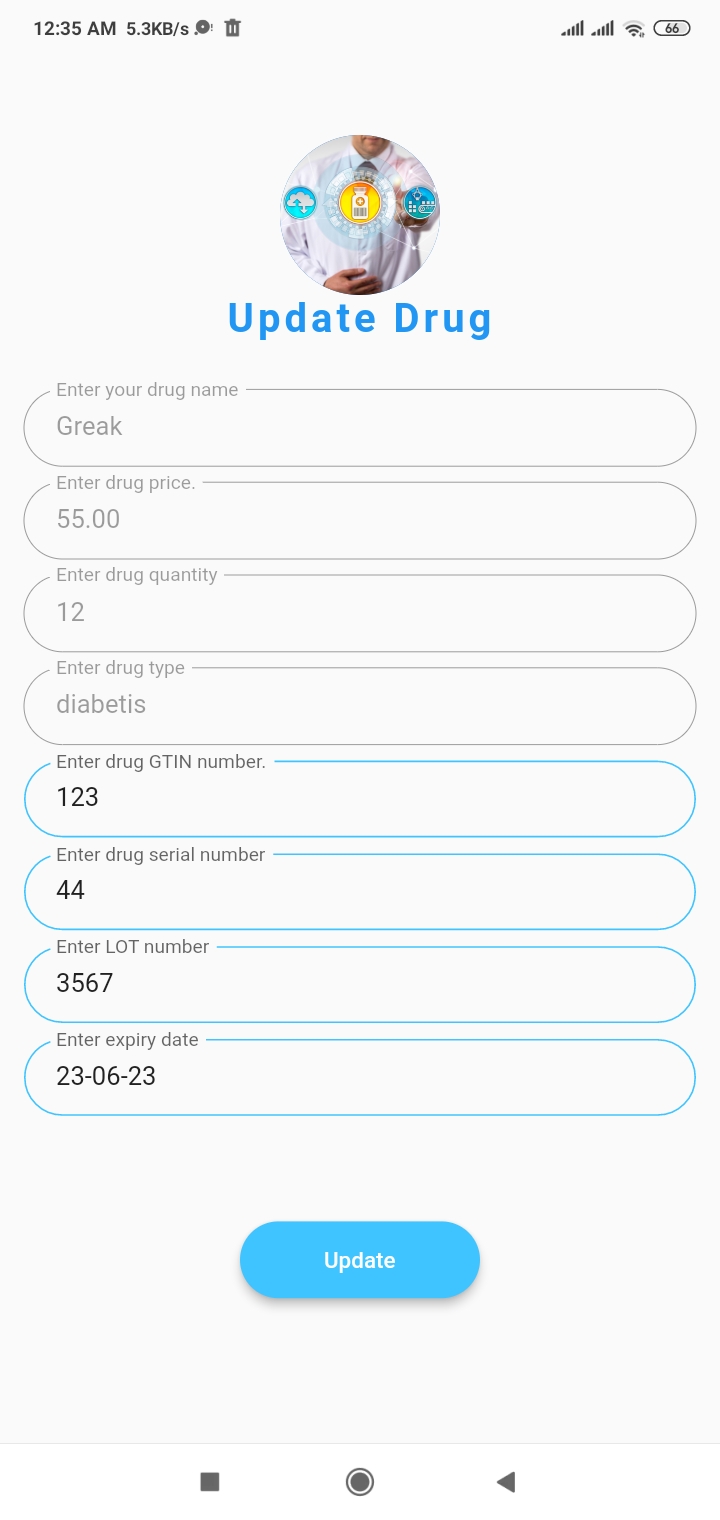 12:35 AM 5.3KB/s 66
Update Drug
Enter your drug name
Greak
Enter drug price.
55.00
Enter drug quantity
12
Enter drug type
diabetis
Enter drug GTIN number.
123
Enter drug serial number
44
Enter LOT number
3567
Enter expiry date
23-06-23
Update